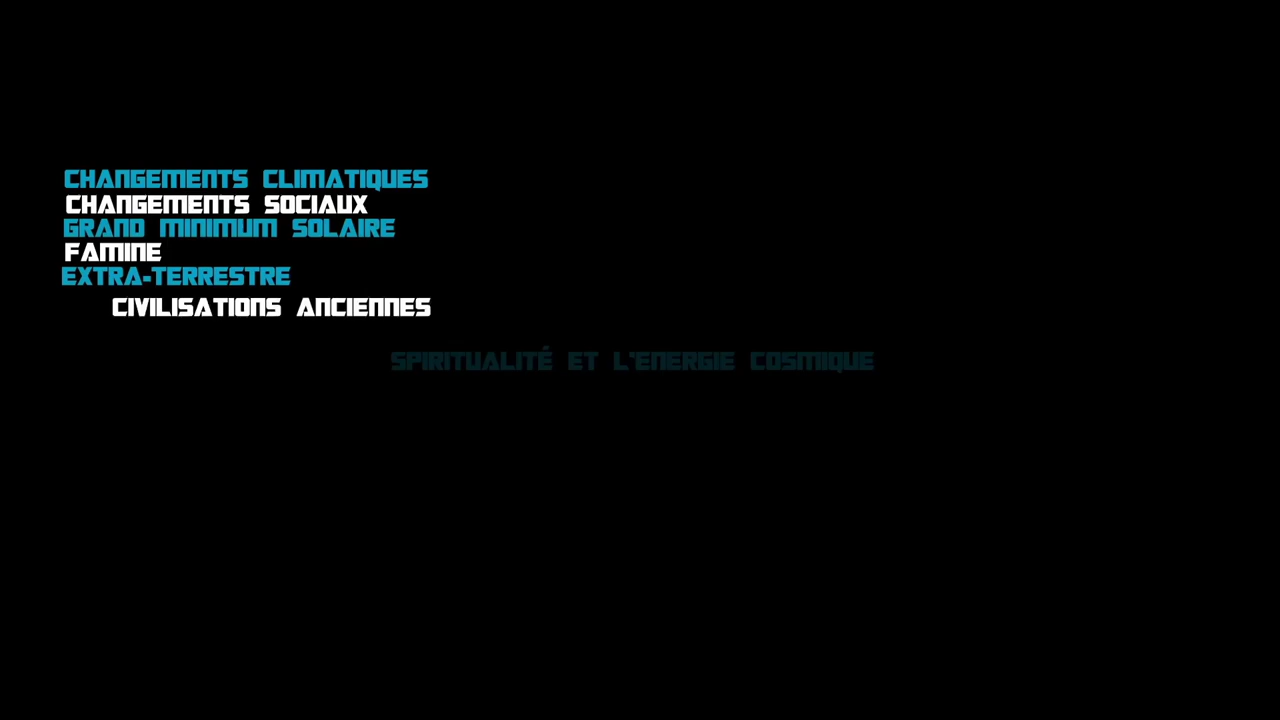 CHANGEMENTS CLIMATIQUES
CHANGEMENTS SOCIAUX
GRAND MINIMUM SOLAIRE
FAMINE
EXTRA-TERRESTRE
CIVILISATIONS ANCIENNES
SPIRITUALITÉ ET L'ENERGIE COSMIQUE